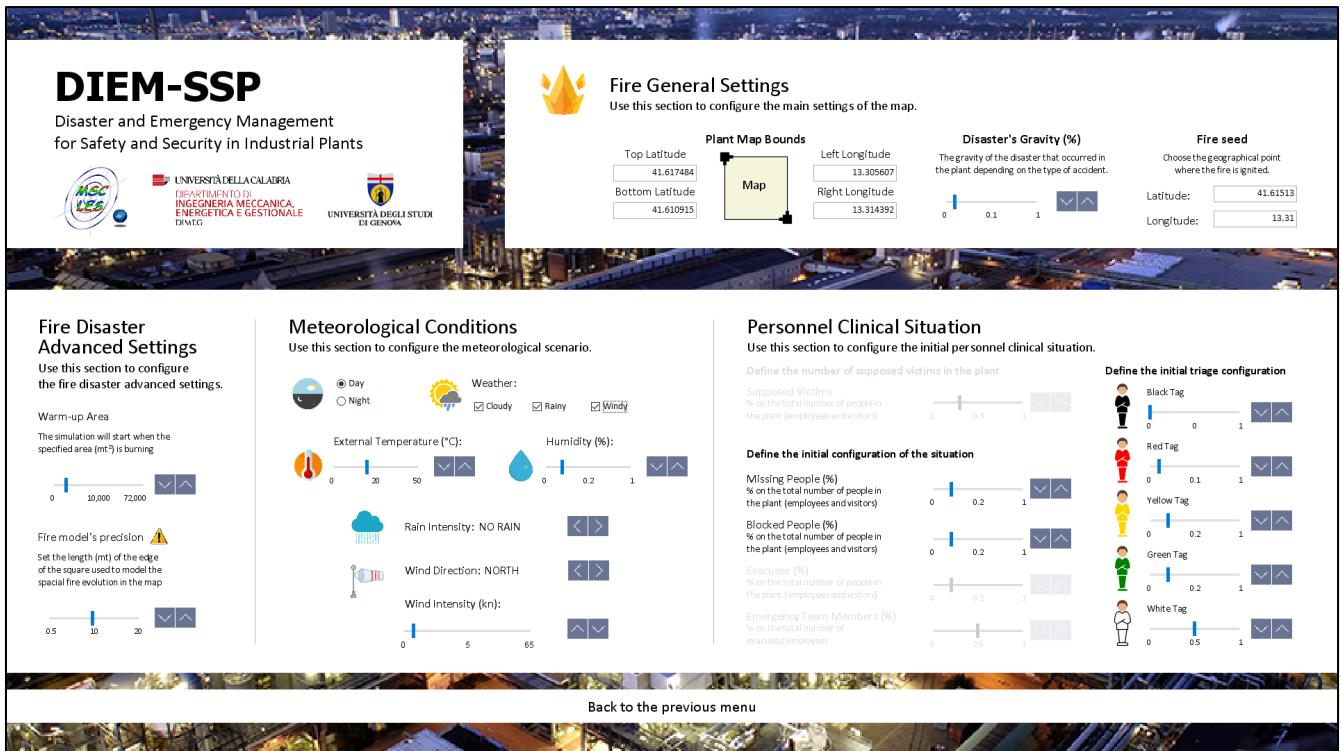 DIEM-SSP
Disaster and Emergency Management
for Safety and Security in Industrial Plants
MSC
LES
UNIVERSITÀ DELLA CALABRIA
DIPARTIMENTO DI
INGEGNERIA MECCANICA,
ENERGETICA E GESTIONALE
DIMEG
UNIVERSITÀ DEGLI STUDI
DI GENOVA
Fire General Settings
Use this section to configure the main settings of the map.
Plant Map Bounds
Top Latitude
41.617484
Bottom Latitude
41.610915
Map
Left Longitude
13.305607
Right Longitude
13.314392
Disaster's Gravity (%)
The gravity of the disaster that occurred in
the plant depending on the type of accident.
0 0.1 1
Fire seed
Choose the geographical point
where the fire is ignited.
Latitude: 41.61513
Longitude: 13.31
Fire Disaster
Advanced Settings
Use this section to configure
the fire disaster advanced settings.
Warm-up Area
The simulation will start when the
specified area (mt²) is burning
0 10,000 72,000
Fire model's precision
Set the length (mt) of the edge
of the square used to model the
spacial fire evolution in the map
0.5 10 20
Meteorological Conditions
Use this section to configure the meteorological scenario.
Day
Night
Weather:
Cloudy Rainy Windy
External Temperature (°C):
0 20 50
Humidity (%):
0 0.2 1
Rain Intensity: NO RAIN
Wind Direction: NORTH
Wind Intensity (kn):
0 5 65
Personnel Clinical Situation
Use this section to configure the initial personnel clinical situation.
Define the number of supposed victims in the plant
Supposed Victims
% on the total number of people in
the plant (employees and visitors)
0 0.3 1
Define the initial configuration of the situation
Missing People (%)
% on the total number of people in
the plant (employees and visitors)
0 0.2 1
Blocked People (%)
% on the total number of people in
the plant (employees and visitors)
0 0.2 1
Evacuees (%)
% on the total number of people in
the plant (employees and visitors)
0 0.2 1
Emergency Team Members (%)
% on the total number of
evacueed employees
0 0.5 1
Define the initial triage configuration
Black Tag
0 0 1
Red Tag
0 0.1 1
Yellow Tag
0 0.2 1
Green Tag
0 0.2 1
White Tag
0 0.5 1
Back to the previous menu